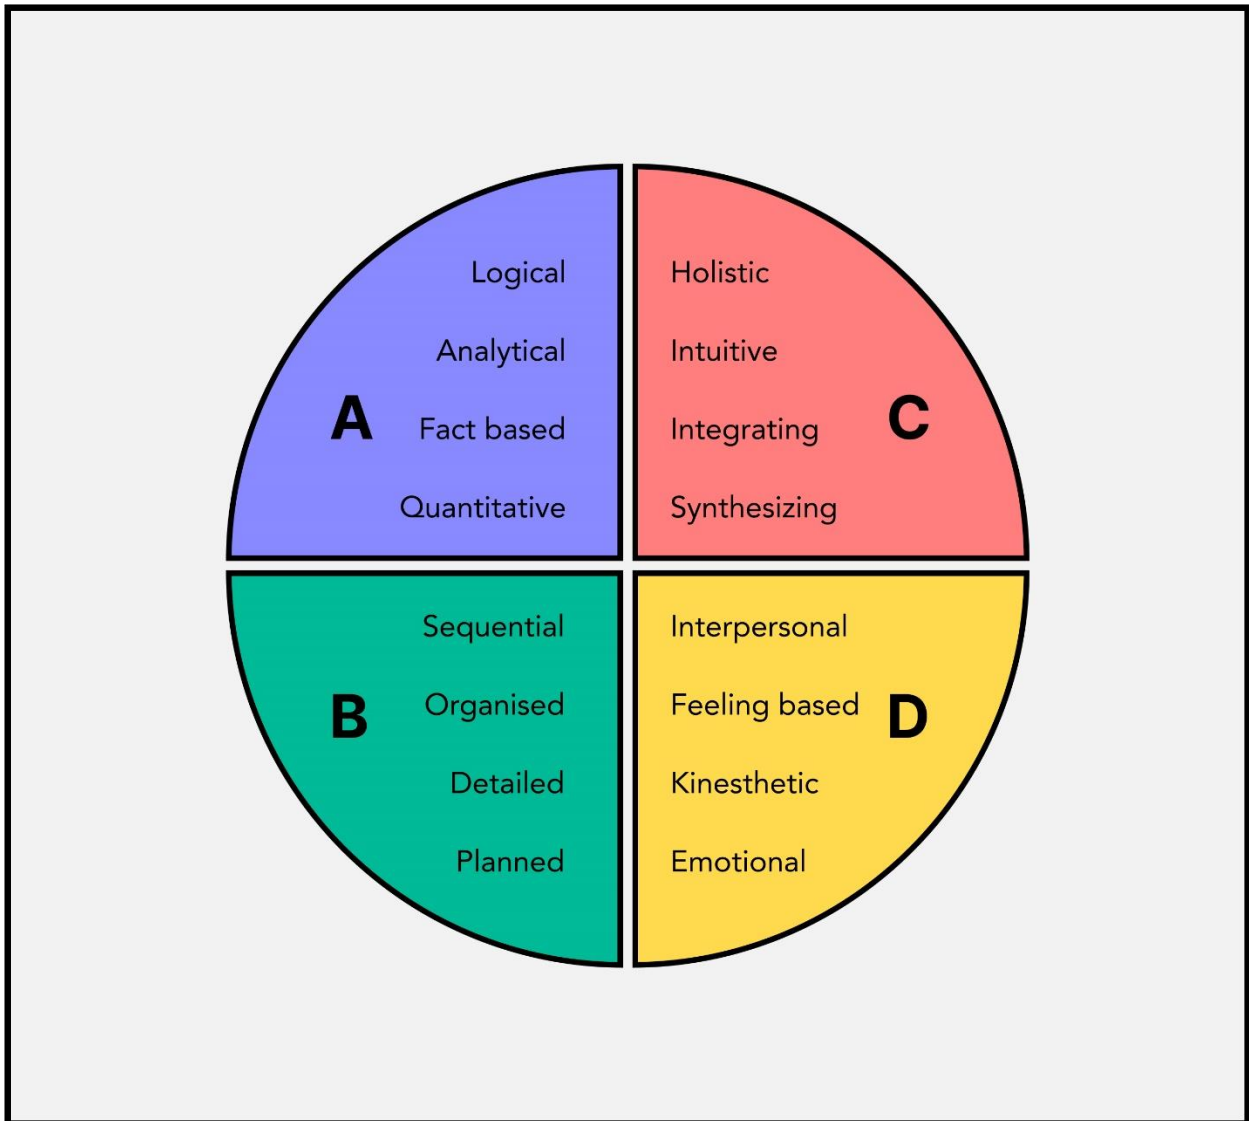 Logical
Analytical
A
Fact based
Quantitative
Holistic
Intuitive
Integrating
C
Synthesizing
Sequential
Organised
B
Detailed
Planned
Interpersonal
Feeling based
D
Kinesthetic
Emotional